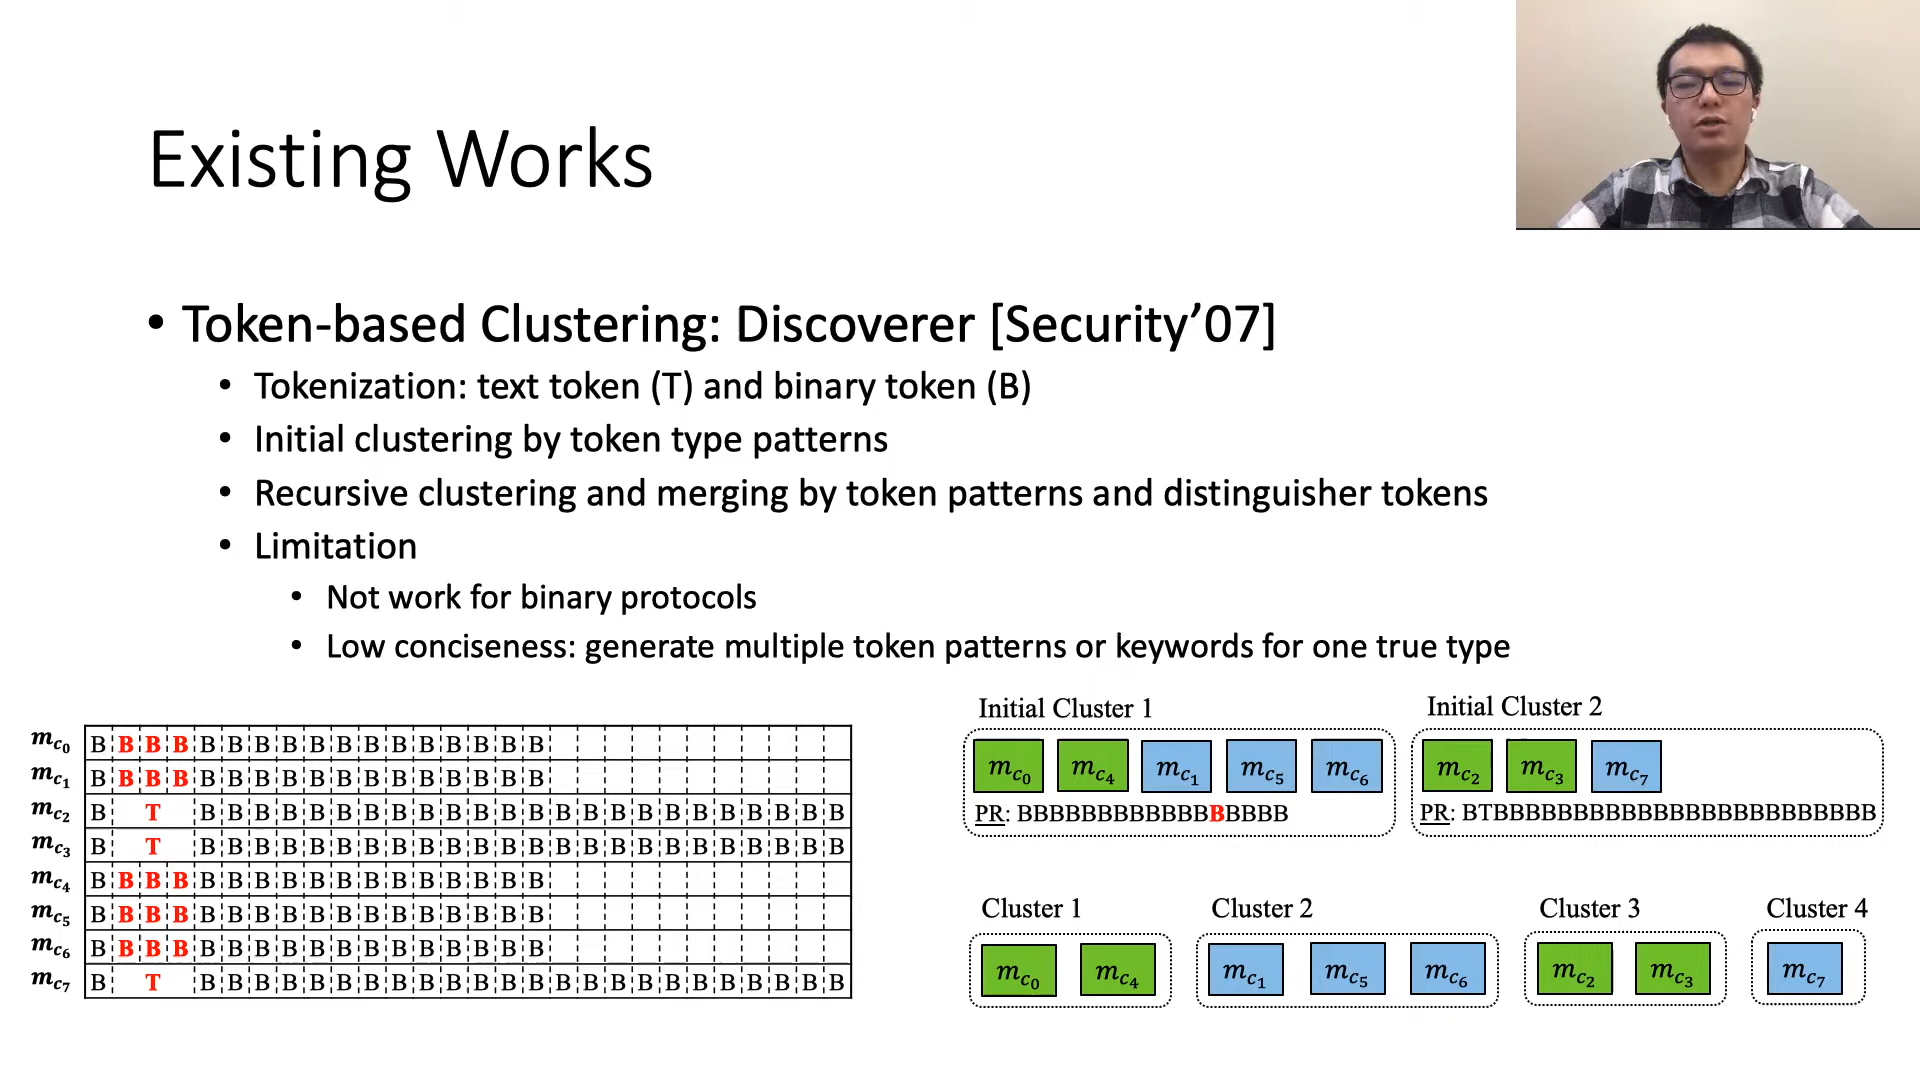 Existing Works
• Token-based Clustering: Discoverer [Security’07]
• Tokenization: text token (T) and binary token (B)
• Initial clustering by token type patterns
• Recursive clustering and merging by token patterns and distinguisher tokens
• Limitation
• Not work for binary protocols
• Low conciseness: generate multiple token patterns or keywords for one true type
m_c0 B B B B B B B B B B B B B B B B B
m_c1 B B B B B B B B B B B B B B B B B
m_c2 B T B B B B B B B B B B B B B B B B B B B B B B B B
m_c3 B T B B B B B B B B B B B B B B B B B B B B B B B B
m_c4 B B B B B B B B B B B B B B B B B
m_c5 B B B B B B B B B B B B B B B B B
m_c6 B B B B B B B B B B B B B B B B B
m_c7 B T B B B B B B B B B B B B B B B B B B B B B B B B
Initial Cluster 1
m_c0 m_c4 m_c1 m_c5 m_c6
PR: BBBBBBBBBBBBBBBBB
Initial Cluster 2
m_c2 m_c3 m_c7
PR: BTBBBBBBBBBBBBBBBBBBBBBBBB
Cluster 1
m_c0 m_c4
Cluster 2
m_c1 m_c5 m_c6
Cluster 3
m_c2 m_c3
Cluster 4
m_c7